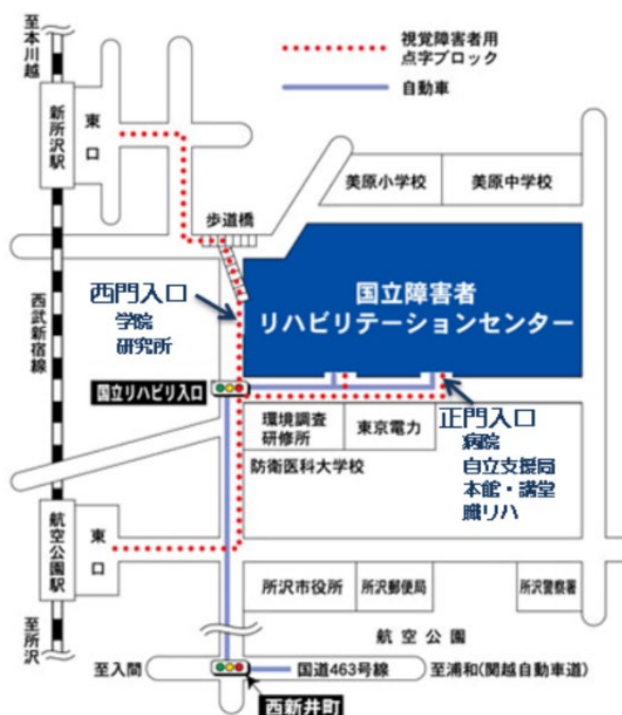 至本川越
視覚障害者用
点字ブロック
自動車
新所沢駅
東口
美原小学校
美原中学校
歩道橋
国立障害者
リハビリテーションセンター
西門入口
学院
研究所
西武新宿線
国立リハビリ入口
環境調査
研修所
東京電力
正門入口
病院
自立支援局
本館・講堂
職リハ
防衛医科大学校
航空公園駅
東口
所沢市役所
所沢郵便局
所沢警察署
至所沢
航空公園
至入間
国道463号線
至浦和(関越自動車道)
西新井町